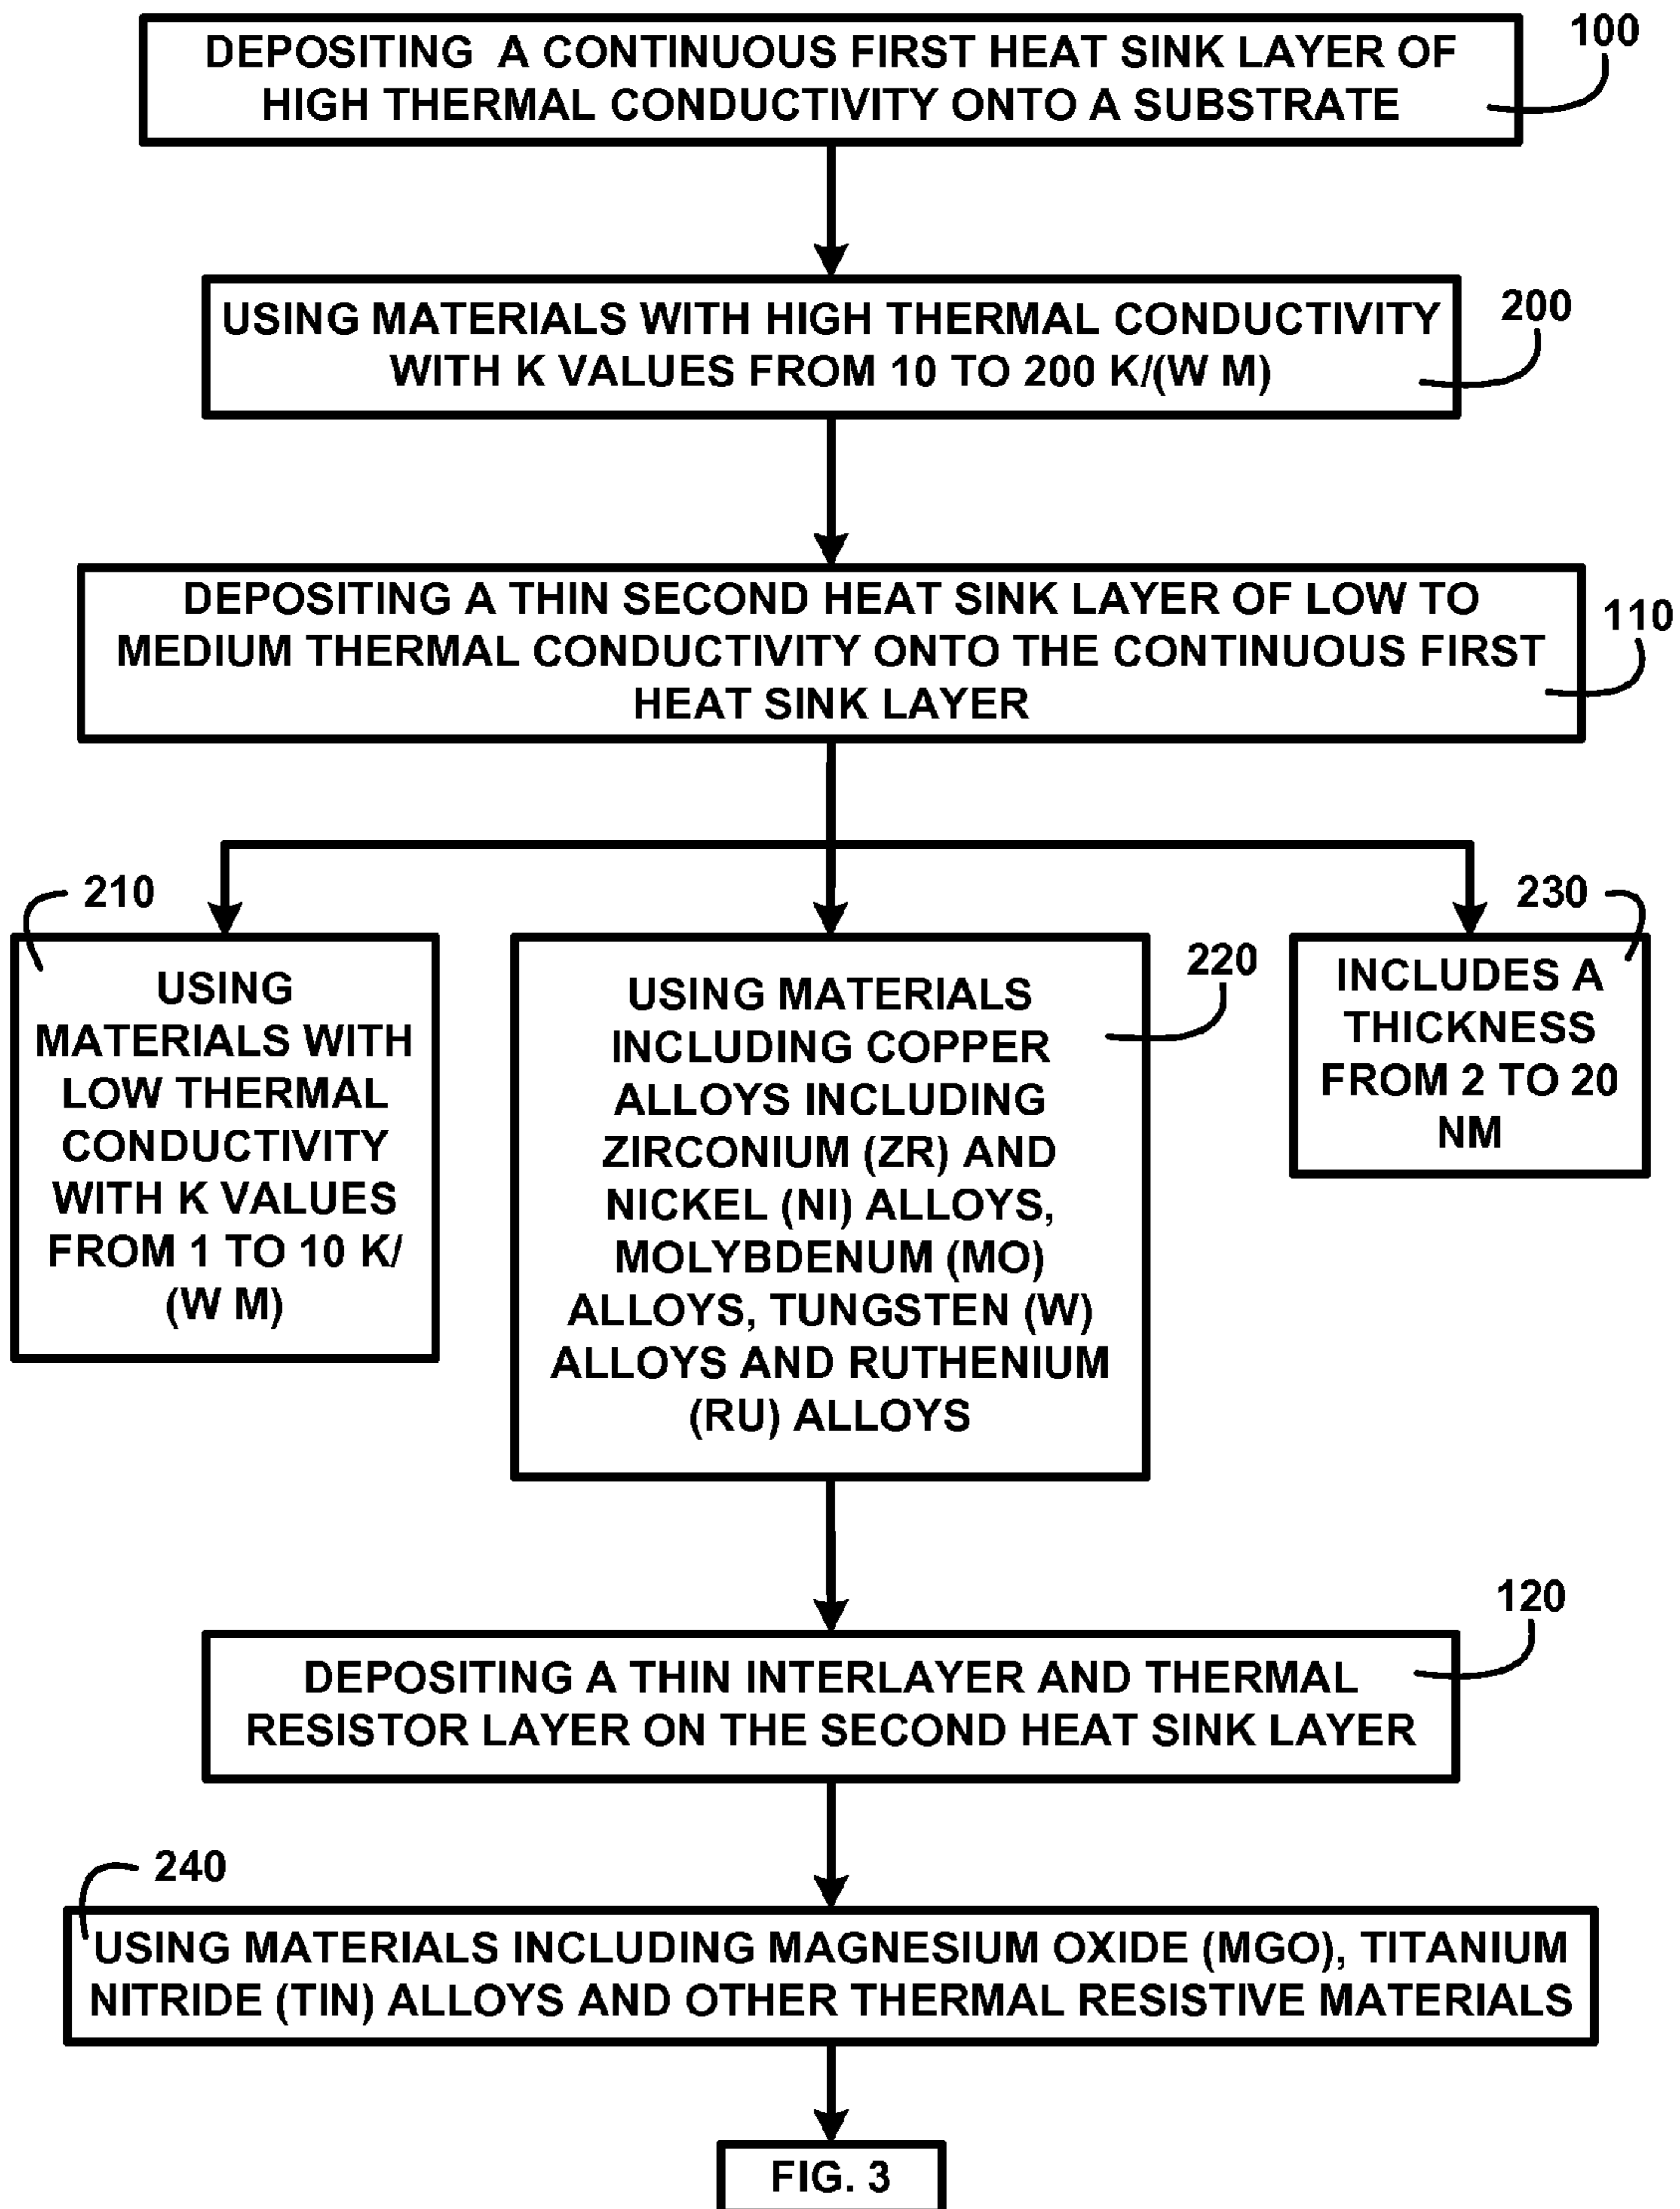 DEPOSITING A CONTINUOUS FIRST HEAT SINK LAYER OF
HIGH THERMAL CONDUCTIVITY ONTO A SUBSTRATE
100
USING MATERIALS WITH HIGH THERMAL CONDUCTIVITY
WITH K VALUES FROM 10 TO 200 K/(W M)
200
DEPOSITING A THIN SECOND HEAT SINK LAYER OF LOW TO
MEDIUM THERMAL CONDUCTIVITY ONTO THE CONTINUOUS FIRST
HEAT SINK LAYER
110
210
USING
MATERIALS WITH
LOW THERMAL
CONDUCTIVITY
WITH K VALUES
FROM 1 TO 10 K/
(W M)
220
USING MATERIALS
INCLUDING COPPER
ALLOYS INCLUDING
ZIRCONIUM (ZR) AND
NICKEL (NI) ALLOYS,
MOLYBDENUM (MO)
ALLOYS, TUNGSTEN (W)
ALLOYS AND RUTHENIUM
(RU) ALLOYS
230
INCLUDES A
THICKNESS
FROM 2 TO 20
NM
120
DEPOSITING A THIN INTERLAYER AND THERMAL
RESISTOR LAYER ON THE SECOND HEAT SINK LAYER
240
USING MATERIALS INCLUDING MAGNESIUM OXIDE (MGO), TITANIUM
NITRIDE (TIN) ALLOYS AND OTHER THERMAL RESISTIVE MATERIALS
FIG. 3